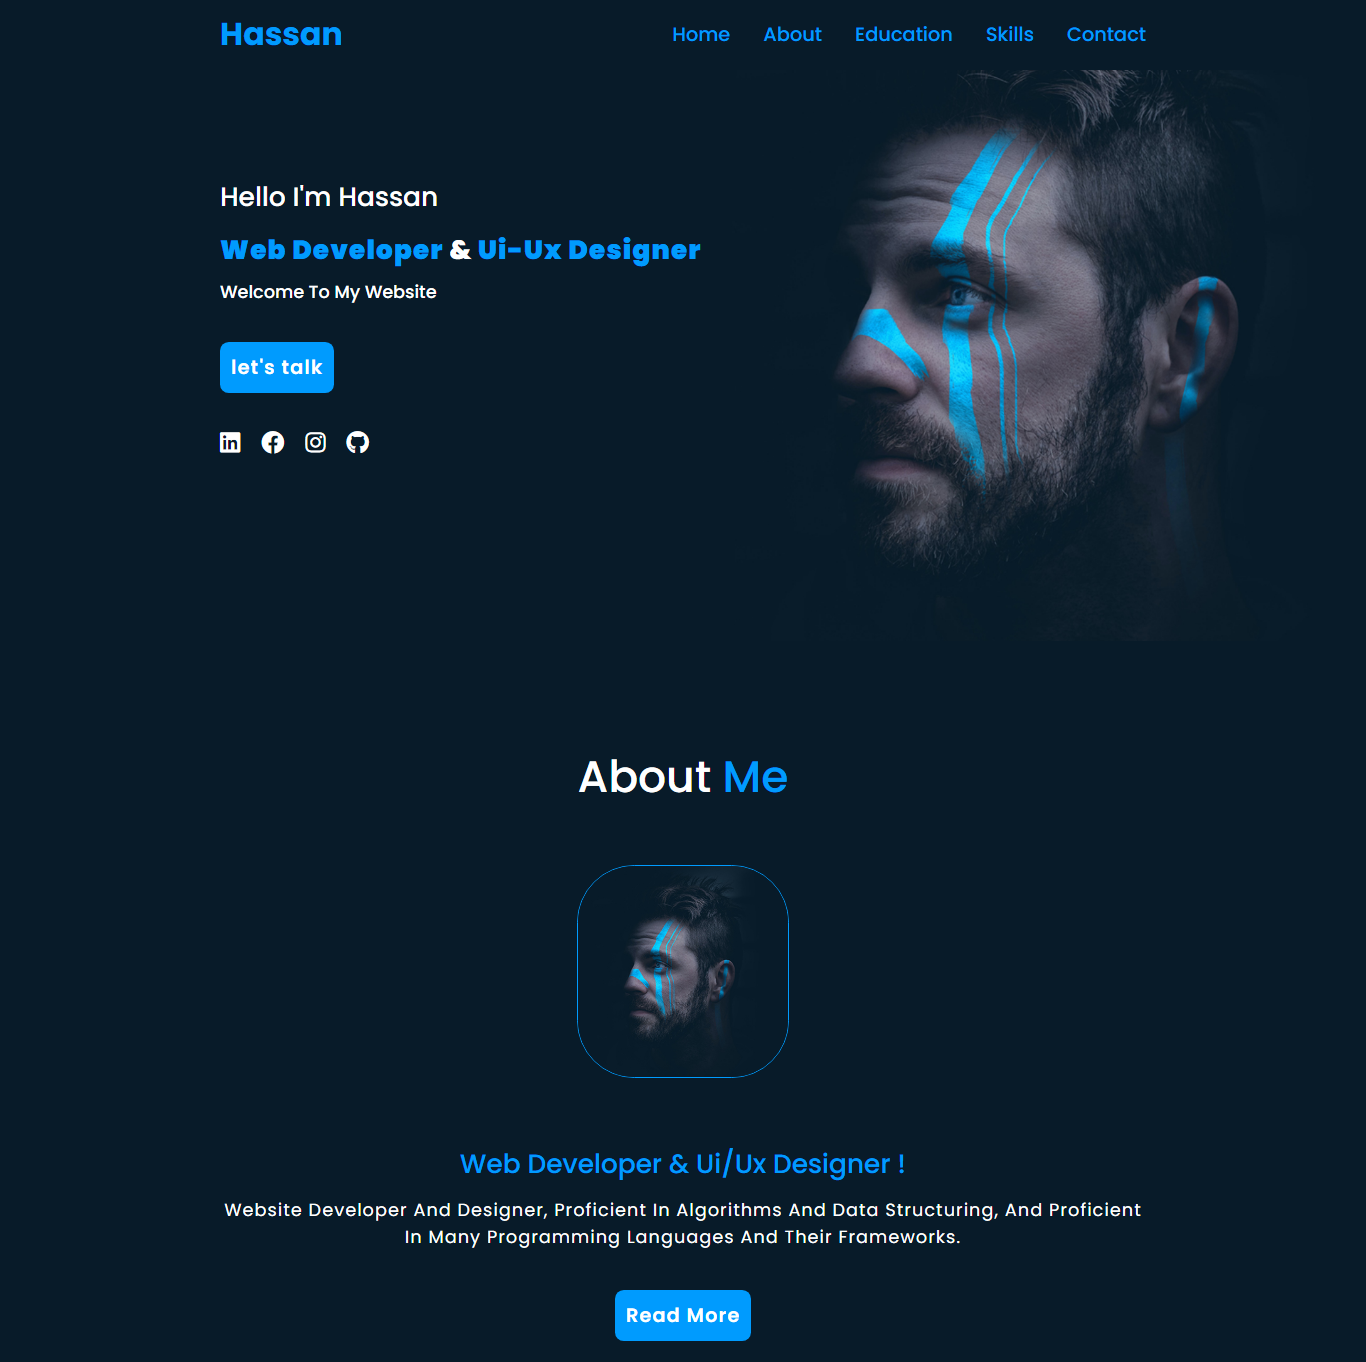 Hassan
Home About Education Skills Contact
Hello I'm Hassan
Web Developer & Ui-Ux Designer
Welcome To My Website
let's talk
About Me
Web Developer & Ui/Ux Designer !
Website Developer And Designer, Proficient In Algorithms And Data Structuring, And Proficient
In Many Programming Languages And Their Frameworks.
Read More